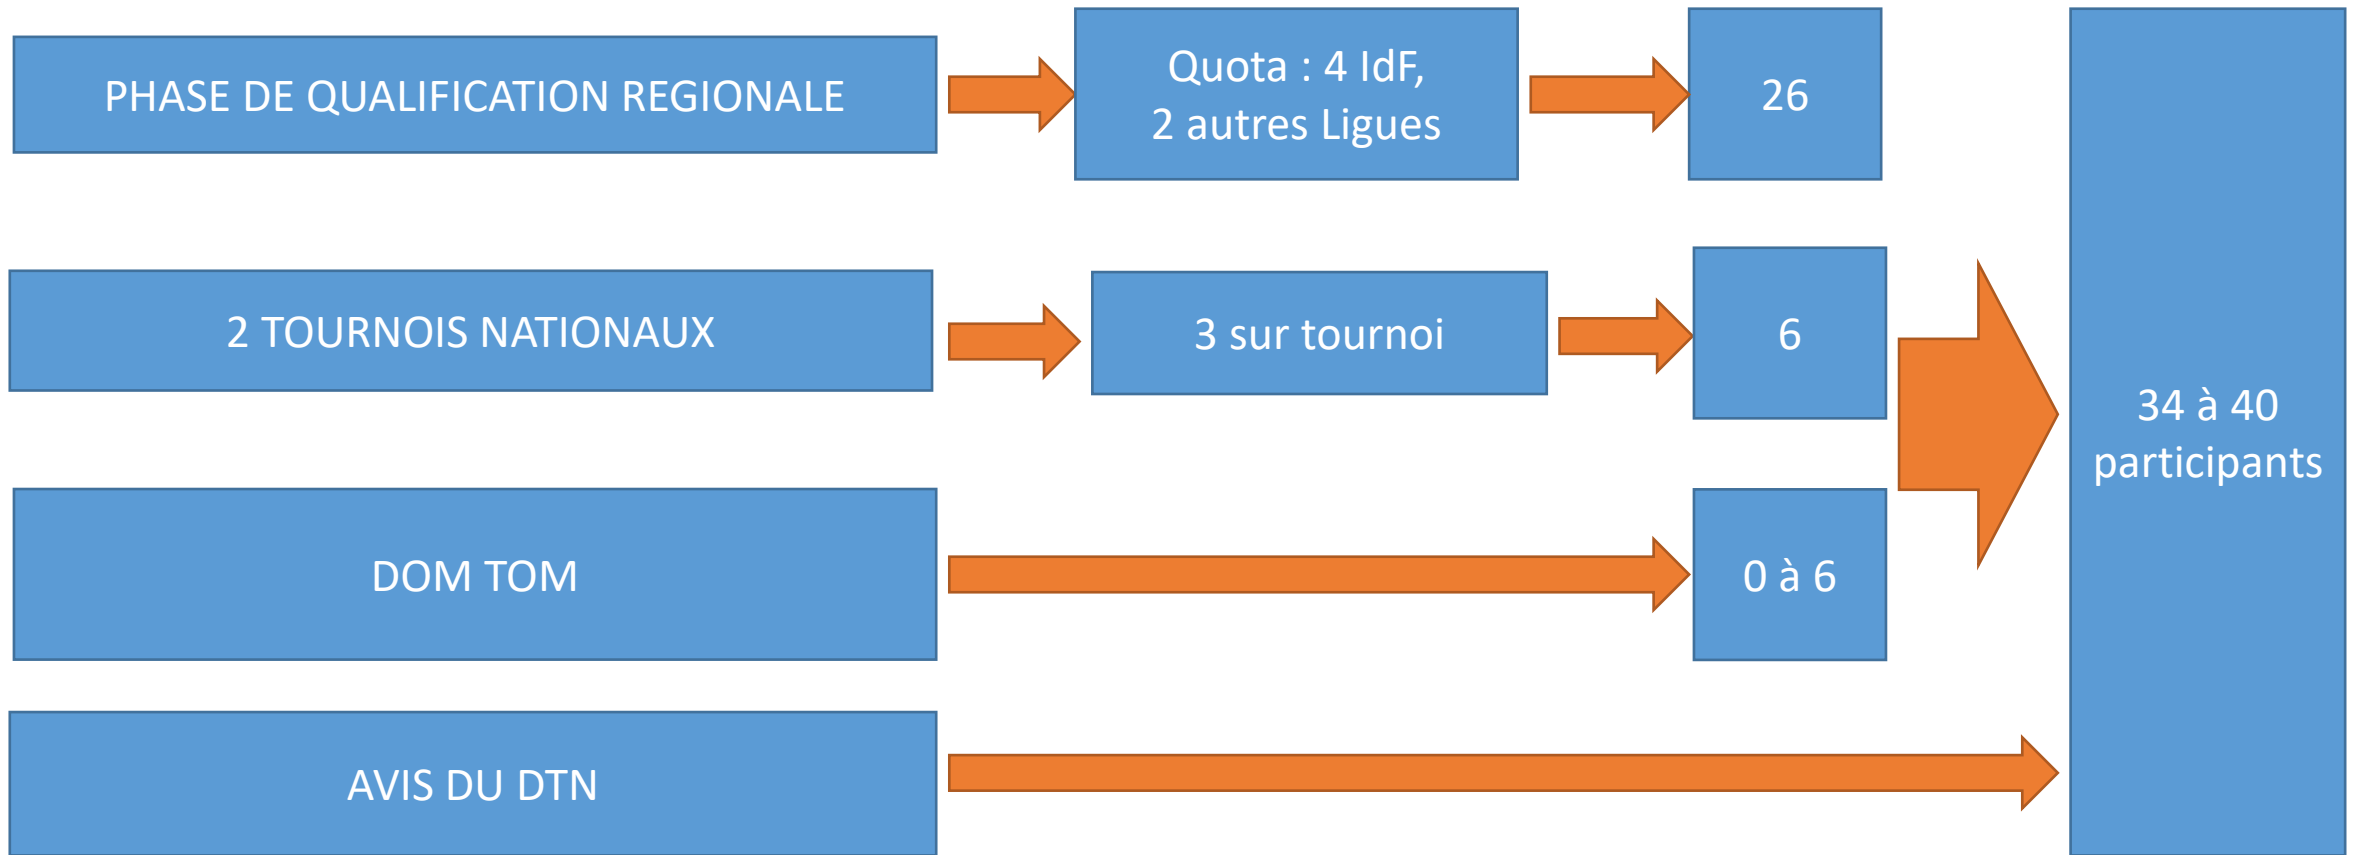 PHASE DE QUALIFICATION REGIONALE
Quota : 4 IdF,
2 autres Ligues
26
2 TOURNOIS NATIONAUX
3 sur tournoi
6
DOM TOM
0 à 6
AVIS DU DTN
34 à 40
participants